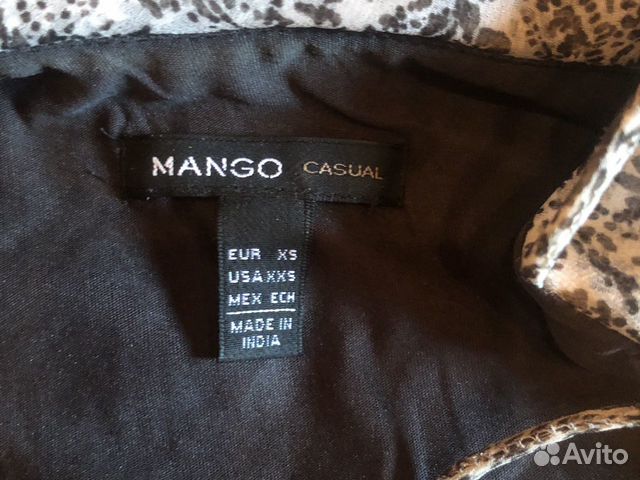 MANGO CASUAL
EUR XS
USA XXS
MEX ECH
MADE IN
INDIA
Avito